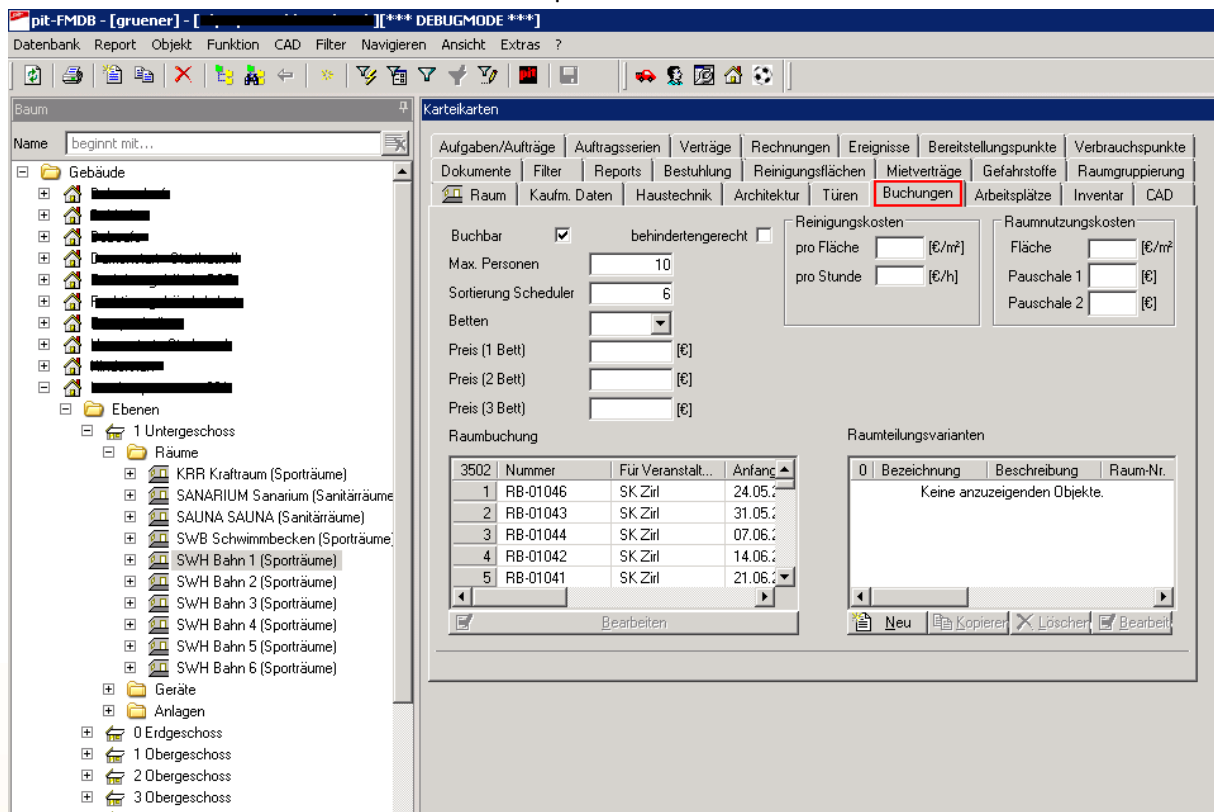 pit-FMDB - [gruener] - [ ][*** DEBUGMODE ***]
Datenbank Report Objekt Funktion CAD Filter Navigieren Ansicht Extras ?
pit
Baum
Name beginnt mit...
Gebäude
Ebenen
1 Untergeschoss
Räume
KRR Kraftraum (Sporträume)
SANARIUM Sanarium (Sanitärräume
SAUNA SAUNA (Sanitärräume)
SWB Schwimmbecken (Sporträume)
SWH Bahn 1 (Sporträume)
SWH Bahn 2 (Sporträume)
SWH Bahn 3 (Sporträume)
SWH Bahn 4 (Sporträume)
SWH Bahn 5 (Sporträume)
SWH Bahn 6 (Sporträume)
Geräte
Anlagen
0 Erdgeschoss
1 Obergeschoss
2 Obergeschoss
3 Obergeschoss
Karteikarten
Aufgaben/Aufträge Auftragsserien Verträge Rechnungen Ereignisse Bereitstellungspunkte Verbrauchspunkte
Dokumente Filter Reports Bestuhlung Reinigungsflächen Mietverträge Gefahrstoffe Raumgruppierung
Raum Kaufm. Daten Haustechnik Architektur Türen Buchungen Arbeitsplätze Inventar CAD
Buchbar behindertengerecht
Max. Personen 10
Sortierung Scheduler 6
Betten
Preis (1 Bett) [€]
Preis (2 Bett) [€]
Preis (3 Bett) [€]
Reinigungskosten
pro Fläche [€/m²]
pro Stunde [€/h]
Raumnutzungskosten
Fläche [€/m²
Pauschale 1 [€]
Pauschale 2 [€]
Raumbuchung
3502 Nummer Für Veranstalt... Anfang
1 RB-01046 SK Zirl 24.05.2
2 RB-01043 SK Zirl 31.05.2
3 RB-01044 SK Zirl 07.06.2
4 RB-01042 SK Zirl 14.06.2
5 RB-01041 SK Zirl 21.06.2
Bearbeiten
Raumteilungsvarianten
0 Bezeichnung Beschreibung Raum-Nr.
Keine anzuzeigenden Objekte.
Neu Kopierer Löscher Bearbeit